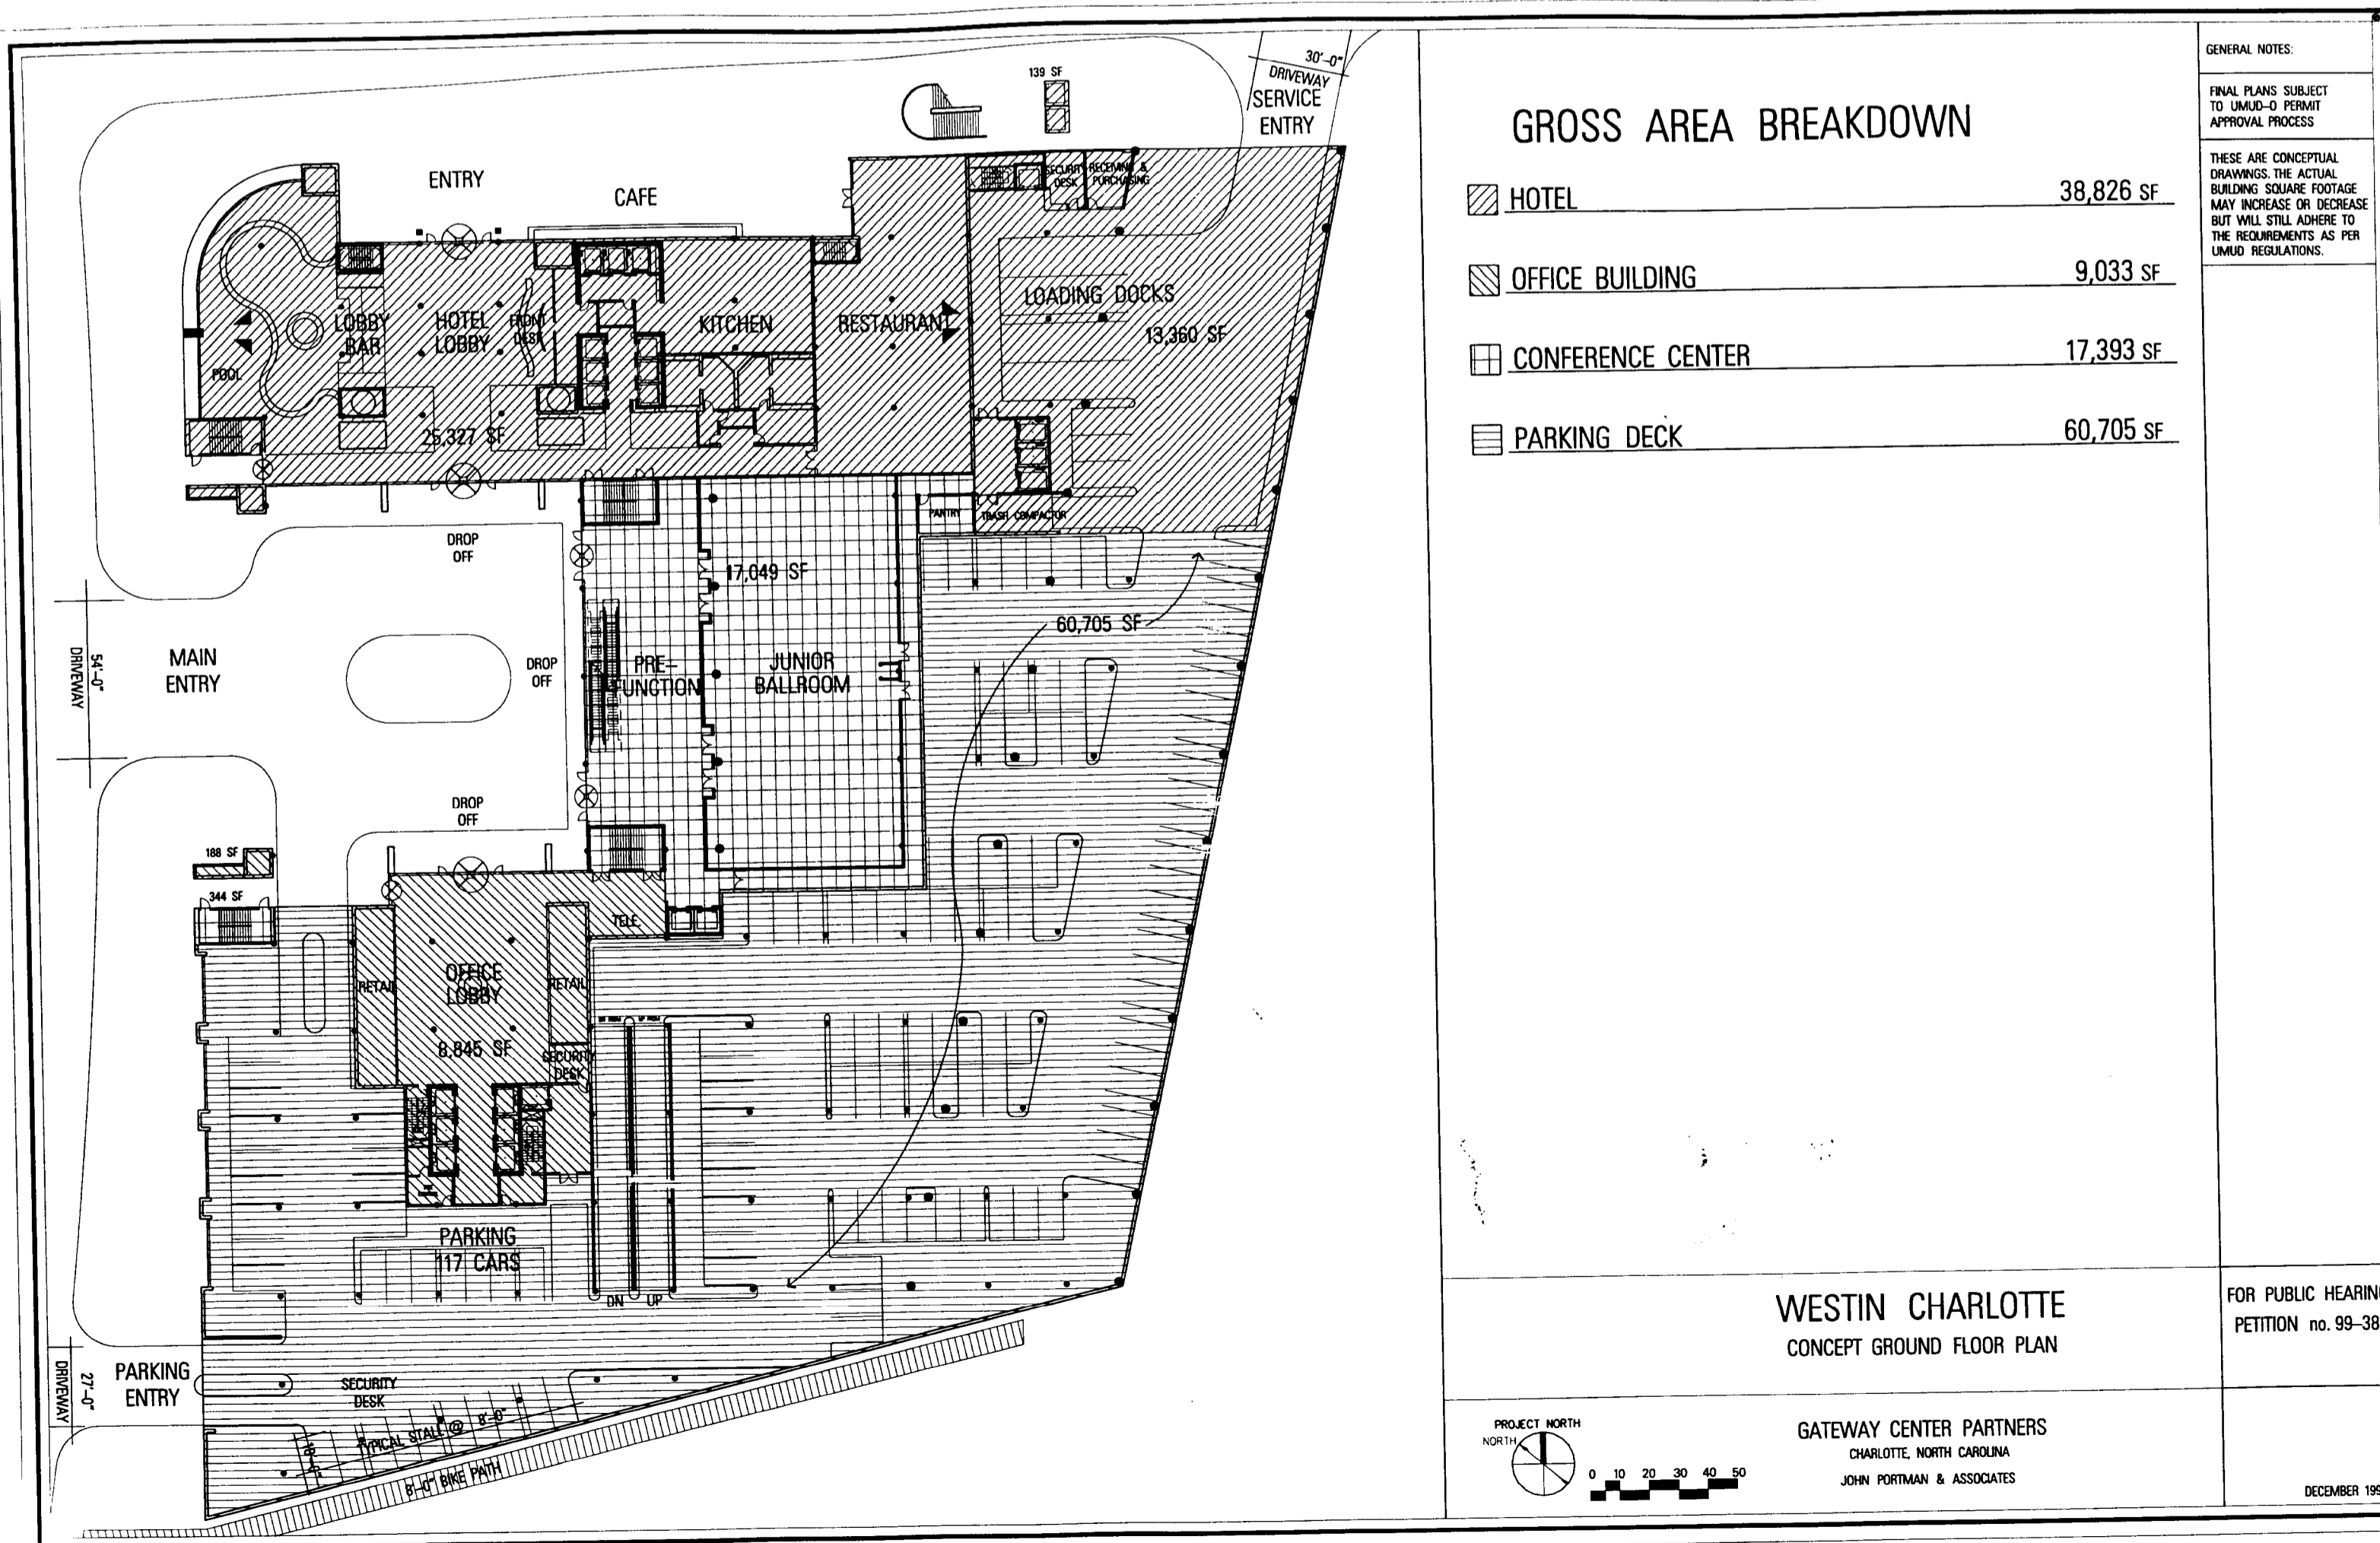 30'-0"
DRIVEWAY
SERVICE
ENTRY
139 SF
ENTRY
CAFE
SECURITY
DESK
RECEIVING &
PURCHASING
LOBBY
BAR
HOTEL
LOBBY
FRONT
DESK
KITCHEN
RESTAURANT
LOADING DOCKS
13,360 SF
POOL
25,327 SF
PANTRY
TRASH COMPACTOR
DROP
OFF
17,049 SF
60,705 SF
54'-0"
DRIVEWAY
MAIN
ENTRY
DROP
OFF
PRE-
FUNCTION
JUNIOR
BALLROOM
DROP
OFF
188 SF
344 SF
TELE.
RETAIL
OFFICE
LOBBY
RETAIL
8,845 SF
SECURITY
DESK
PARKING
117 CARS
DN UP
27'-0"
DRIVEWAY
PARKING
ENTRY
SECURITY
DESK
TYPICAL STALL @ 8'-0"
8'-0" BIKE PATH
GROSS AREA BREAKDOWN
HOTEL 38,826 SF
OFFICE BUILDING 9,033 SF
CONFERENCE CENTER 17,393 SF
PARKING DECK 60,705 SF
GENERAL NOTES:
FINAL PLANS SUBJECT
TO UMUD-O PERMIT
APPROVAL PROCESS
THESE ARE CONCEPTUAL
DRAWINGS. THE ACTUAL
BUILDING SQUARE FOOTAGE
MAY INCREASE OR DECREASE
BUT WILL STILL ADHERE TO
THE REQUIREMENTS AS PER
UMUD REGULATIONS.
WESTIN CHARLOTTE
CONCEPT GROUND FLOOR PLAN
FOR PUBLIC HEARIN
PETITION no. 99-38
PROJECT NORTH
NORTH
0 10 20 30 40 50
GATEWAY CENTER PARTNERS
CHARLOTTE, NORTH CAROLINA
JOHN PORTMAN & ASSOCIATES
DECEMBER 199